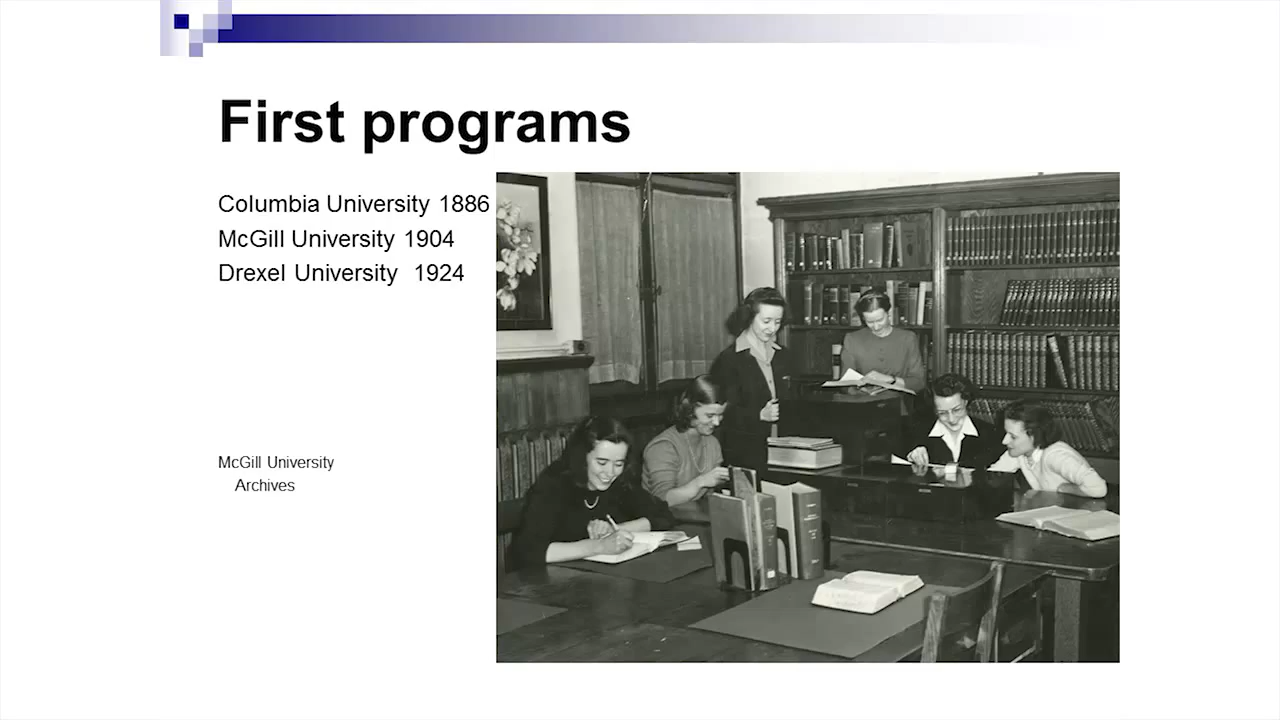 First programs
Columbia University 1886
McGill University 1904
Drexel University 1924
McGill University
Archives